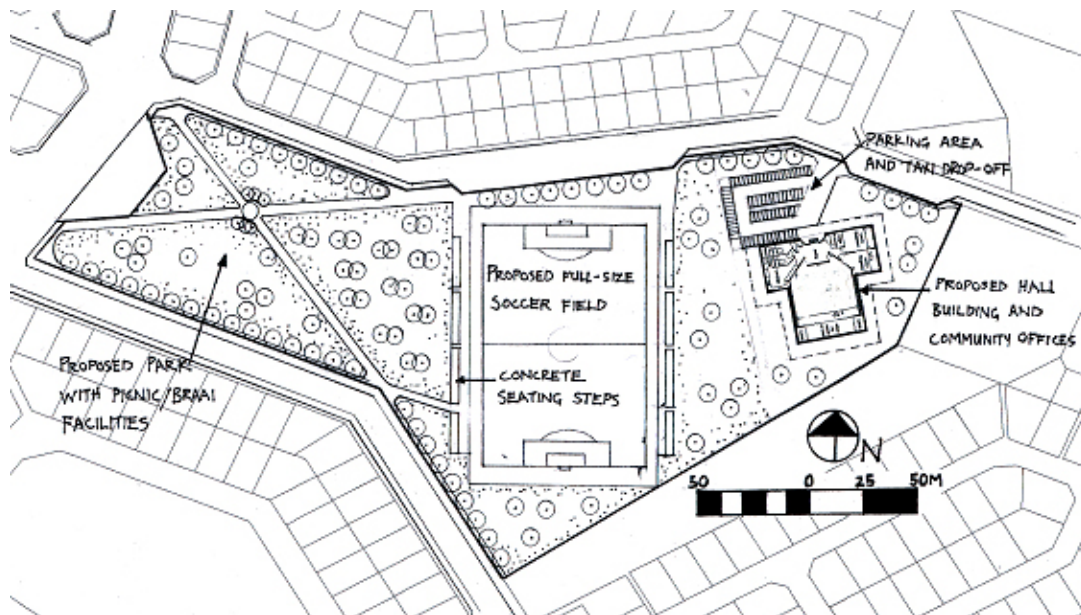 PARKING AREA
AND TAXI DROP-OFF
PROPOSED FULL-SIZE
SOCCER FIELD
PROPOSED HALL
BUILDING AND
COMMUNITY OFFICES
PROPOSED PARK
WITH PICNIC/BRAAI
FACILITIES
CONCRETE
SEATING STEPS
N
50 0 25 50M